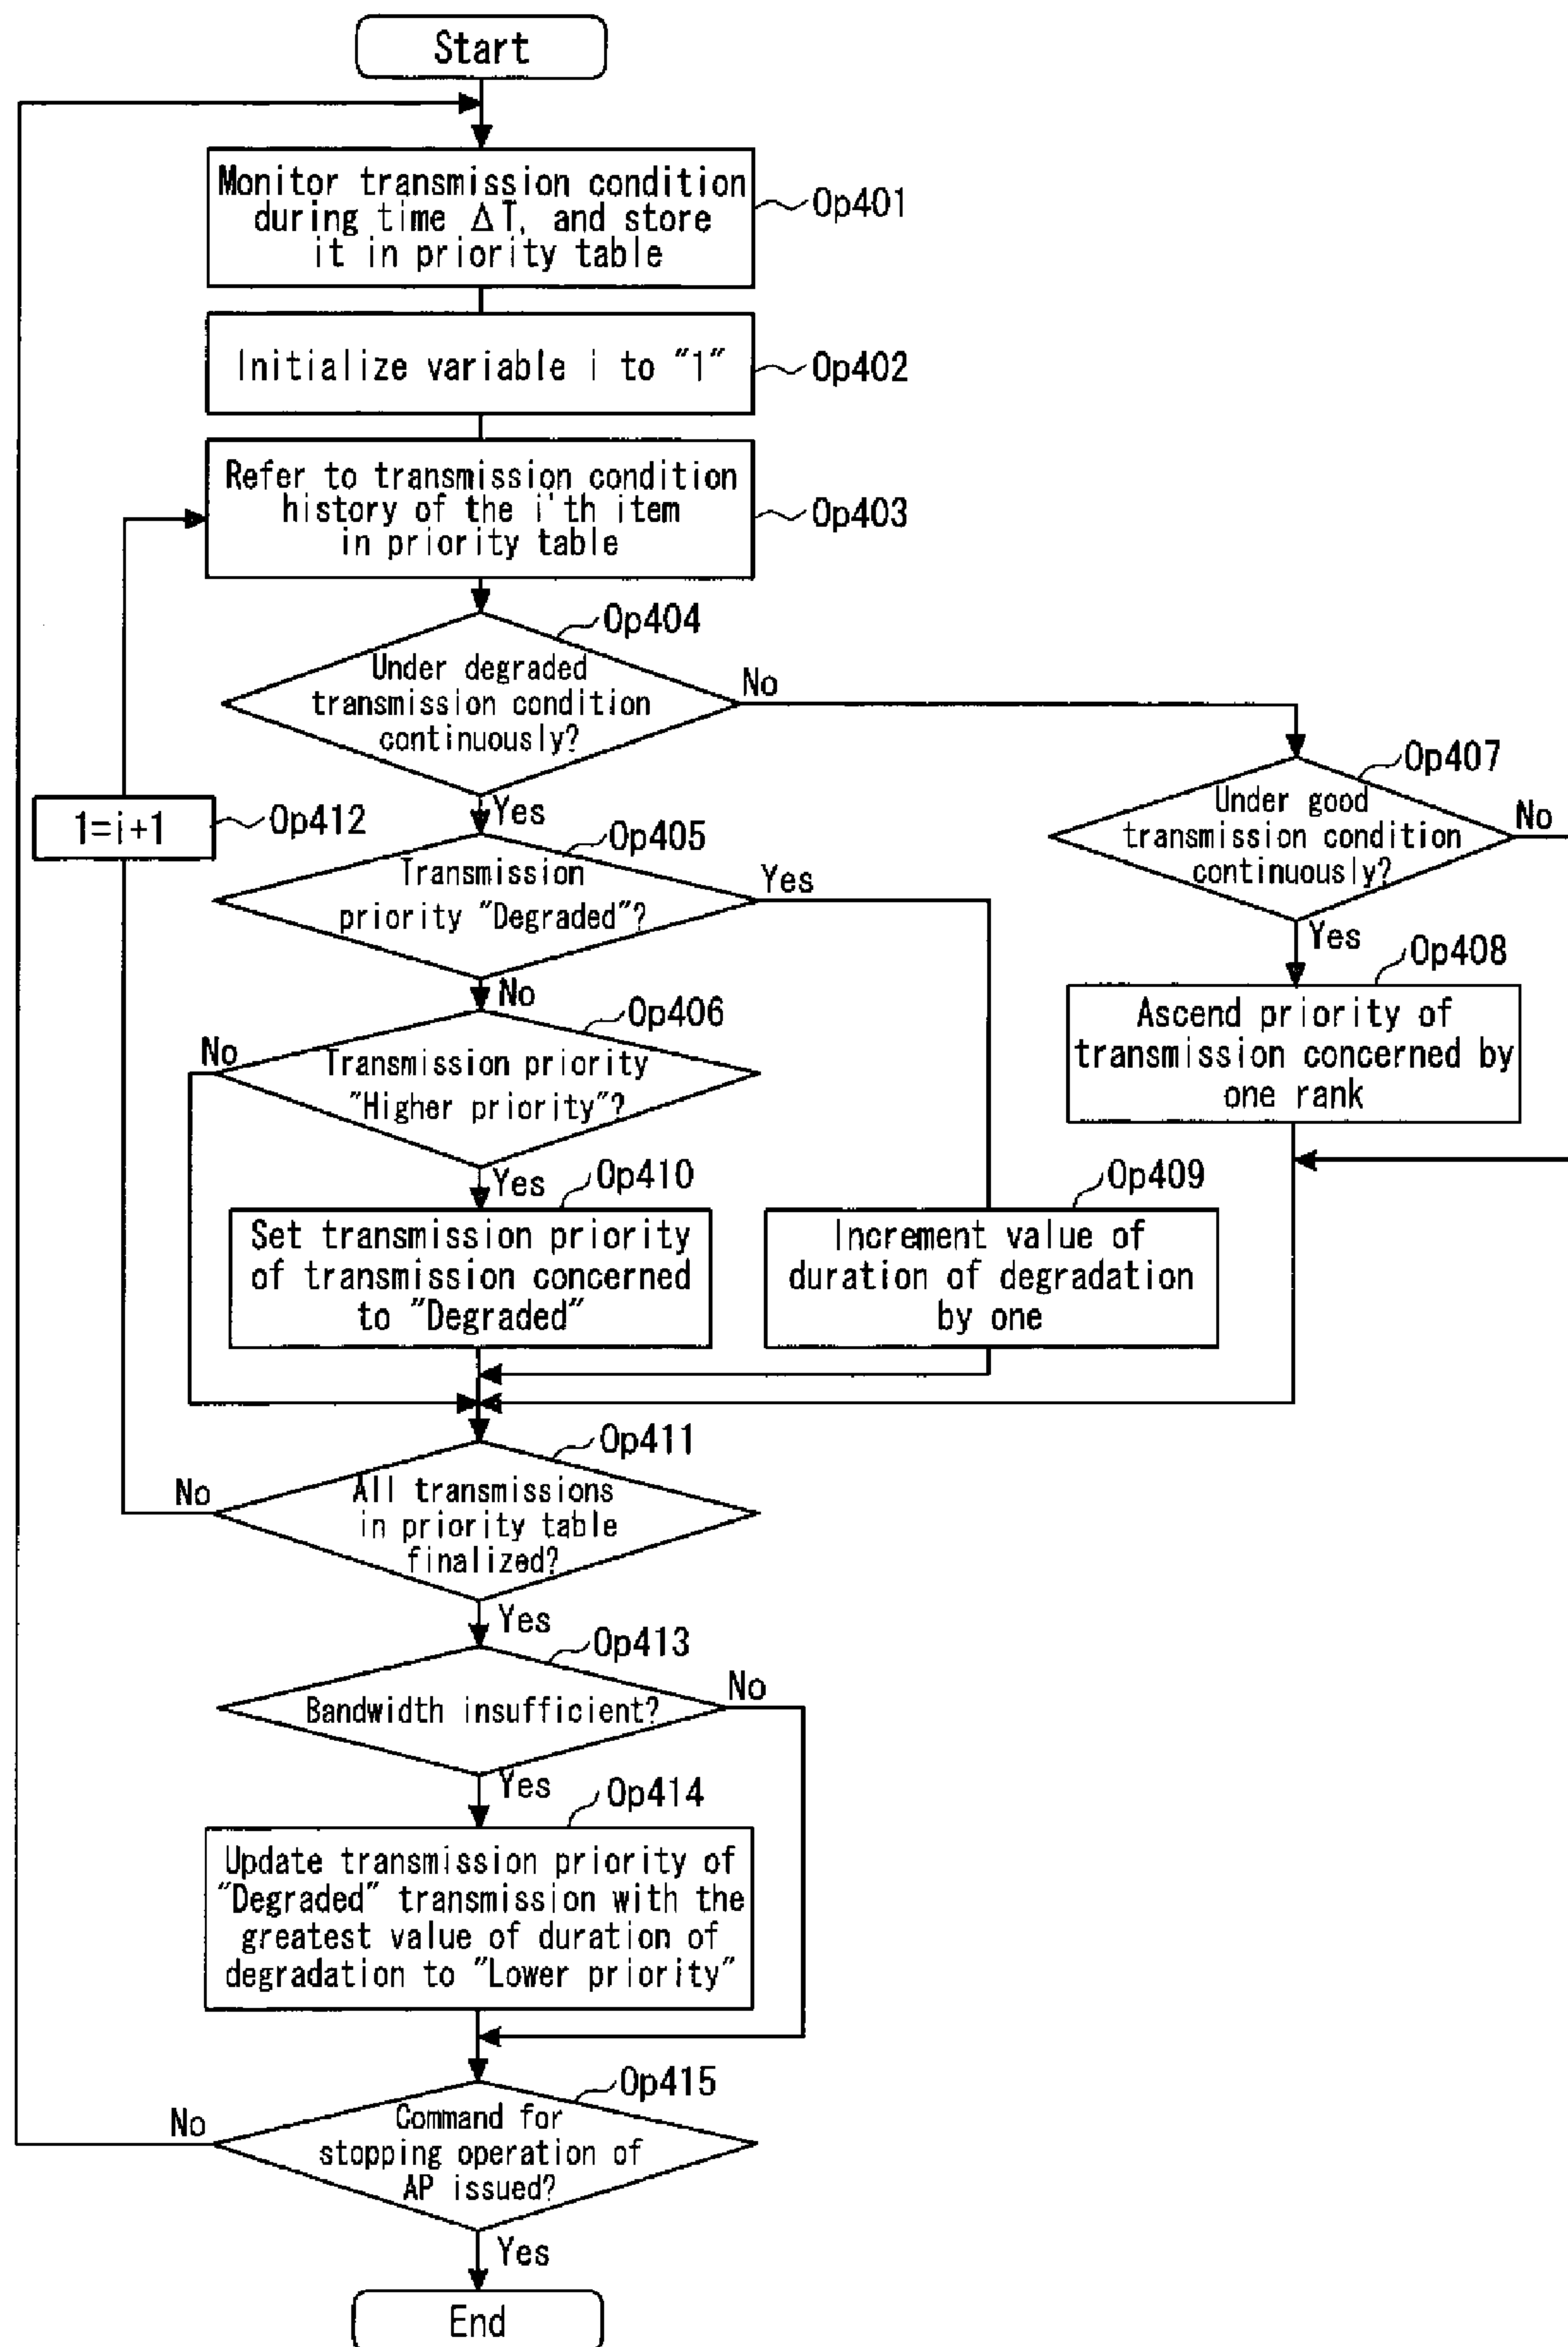 Start
Monitor transmission condition
during time ΔT, and store
it in priority table
Op401
Initialize variable i to "1"
Op402
Refer to transmission condition
history of the i'th item
in priority table
Op403
Op404
Under degraded
transmission condition
continuously?
No
Yes
Op407
Under good
transmission condition
continuously?
No
Yes
1=i+1
Op412
Op405
Transmission
priority "Degraded"?
Yes
No
Op408
Ascend priority of
transmission concerned by
one rank
Op406
Transmission priority
"Higher priority"?
No
Yes
Op410
Set transmission priority
of transmission concerned
to "Degraded"
Op409
Increment value of
duration of degradation
by one
Op411
All transmissions
in priority table
finalized?
No
Yes
Op413
Bandwidth insufficient?
No
Yes
Op414
Update transmission priority of
"Degraded" transmission with the
greatest value of duration of
degradation to "Lower priority"
Op415
Command for
stopping operation of
AP issued?
No
Yes
End